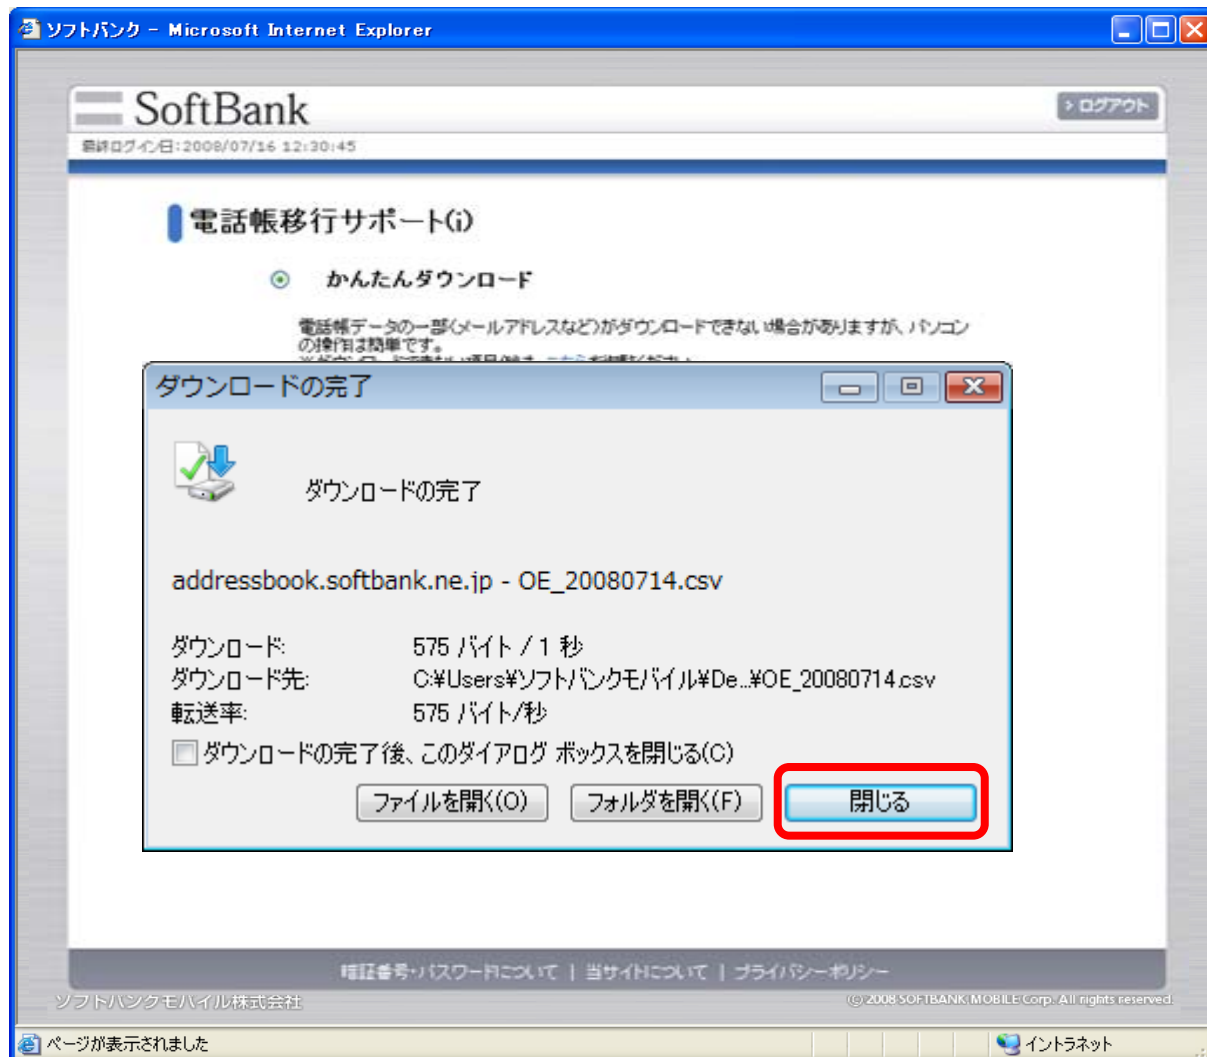 ソフトバンク - Microsoft Internet Explorer
SoftBank
> ログアウト
最終ログイン日:2008/07/16 12:30:45
電話帳移行サポート(i)
かんたんダウンロード
電話帳データの一部(メールアドレスなど)がダウンロードできない場合がありますが、パソコン
の操作は簡単です。
ダウンロードの完了
ダウンロードの完了
addressbook.softbank.ne.jp - OE_20080714.csv
ダウンロード: 575 バイト / 1 秒
ダウンロード先: C:¥Users¥ソフトバンクモバイル¥De...¥OE_20080714.csv
転送率: 575 バイト/秒
ダウンロードの完了後、このダイアログ ボックスを閉じる(C)
ファイルを開く(O) フォルダを開く(F) 閉じる
暗証番号・パスワードについて | 当サイトについて | プライバシーポリシー
ソフトバンクモバイル株式会社 (C) 2008 SOFTBANK MOBILE Corp. All rights reserved.
ページが表示されました イントラネット